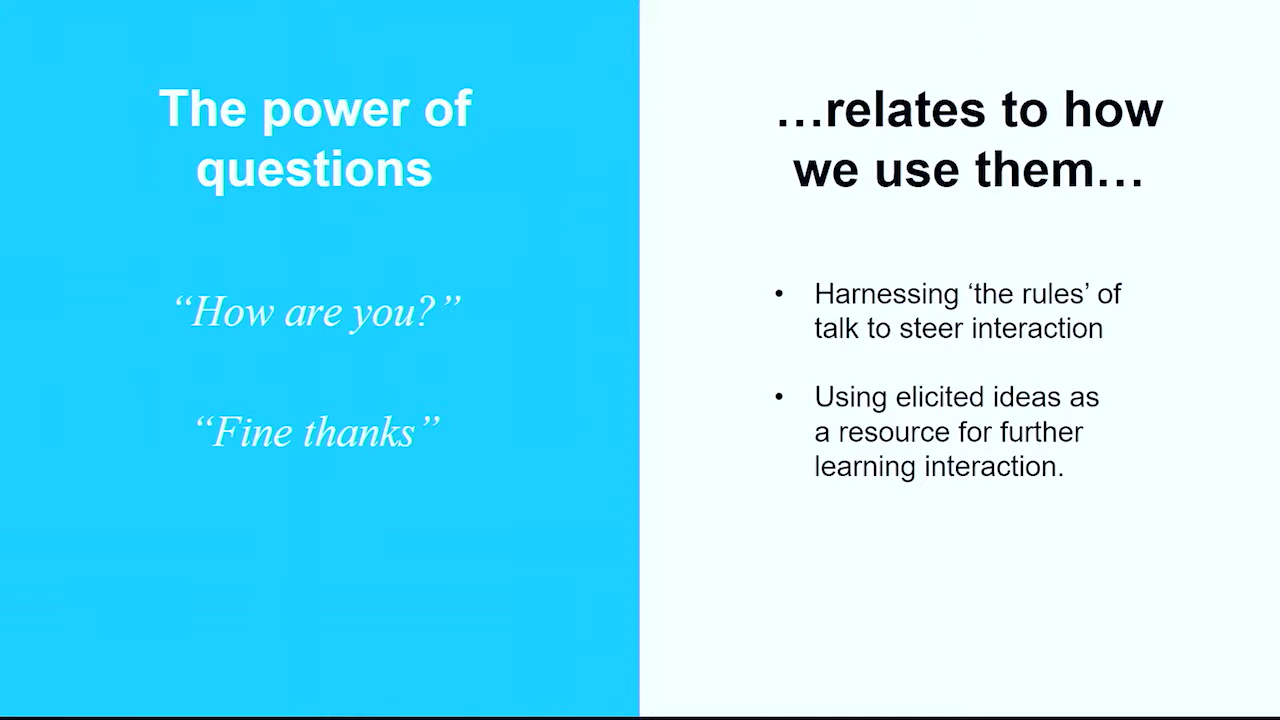 The power of
questions
“How are you?”
“Fine thanks”
…relates to how
we use them…
• Harnessing ‘the rules’ of
talk to steer interaction
• Using elicited ideas as
a resource for further
learning interaction.